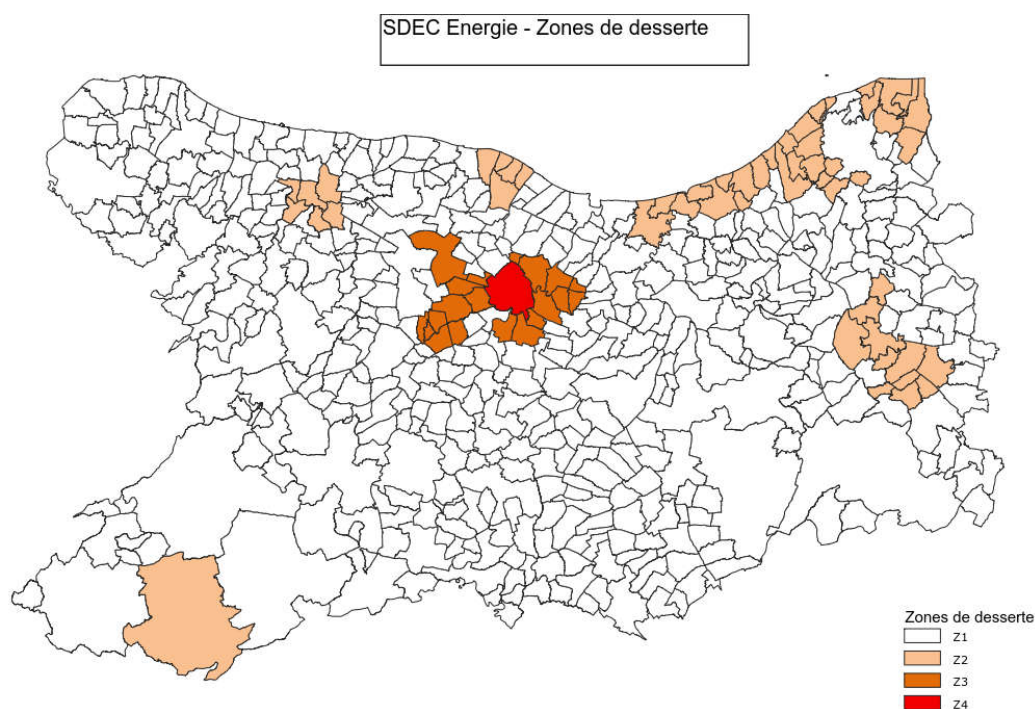 SDEC Energie - Zones de desserte
Zones de desserte
Z1
Z2
Z3
Z4